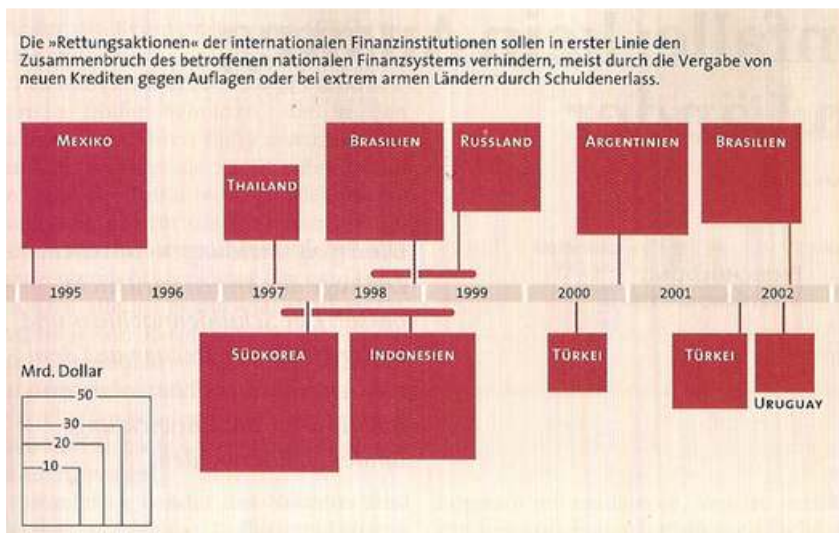 Die »Rettungsaktionen« der internationalen Finanzinstitutionen sollen in erster Linie den
Zusammenbruch des betroffenen nationalen Finanzsystems verhindern, meist durch die Vergabe von
neuen Krediten gegen Auflagen oder bei extrem armen Ländern durch Schuldenerlass.
MEXIKO
THAILAND
BRASILIEN
RUSSLAND
ARGENTINIEN
BRASILIEN
1995 1996 1997 1998 1999 2000 2001 2002
SÜDKOREA
INDONESIEN
TÜRKEI
TÜRKEI
URUGUAY
Mrd. Dollar
50
30
20
10